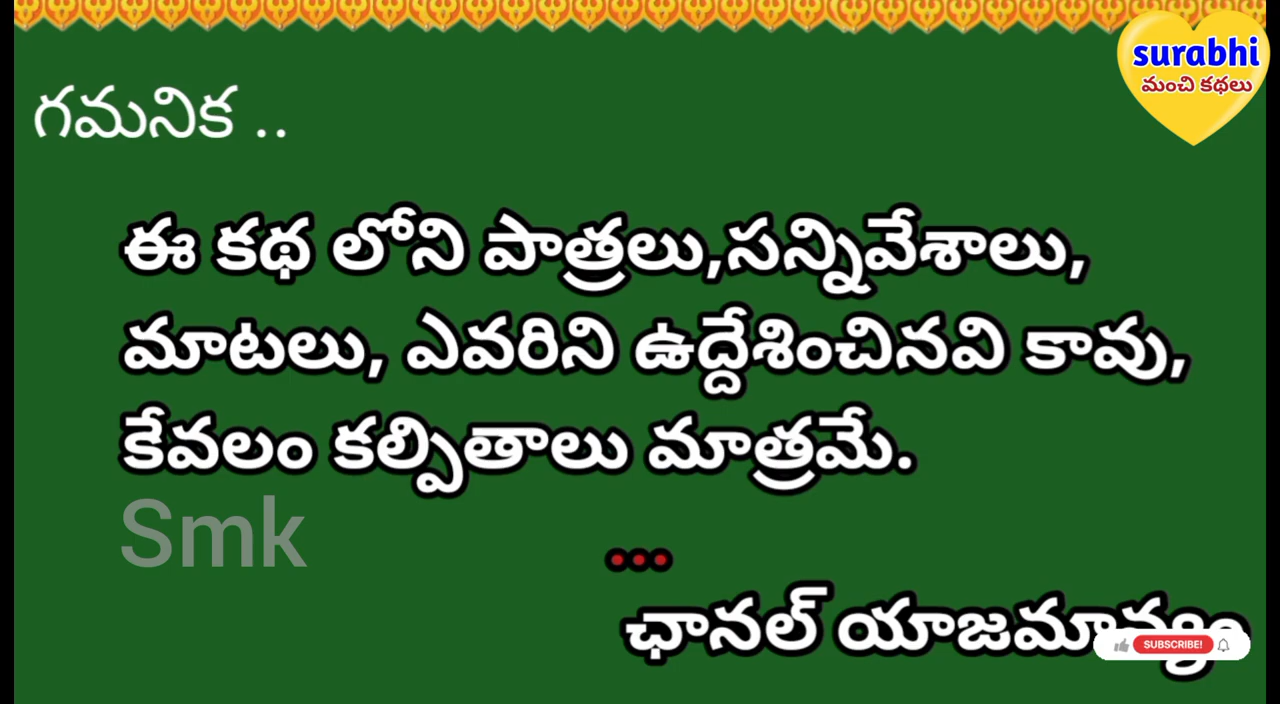 surabhi
మంచి కథలు
గమనిక ..
ఈ కథ లోని పాత్రలు,సన్నివేశాలు,
మాటలు, ఎవరిని ఉద్దేశించినవి కావు,
కేవలం కల్పితాలు మాత్రమే.
Smk
...
ఛానల్ యాజమాన్యం
SUBSCRIBE!